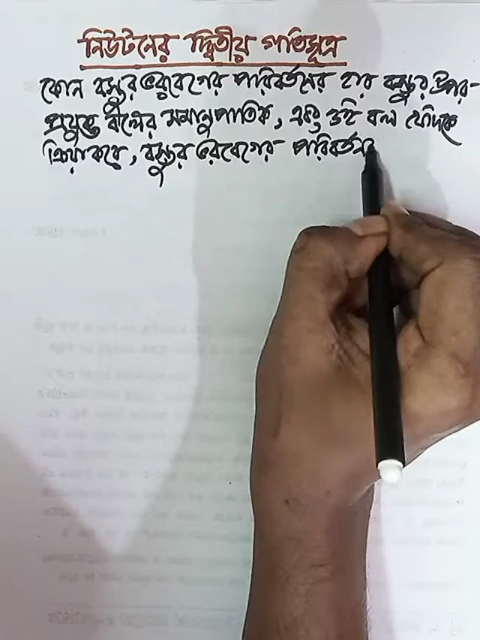 নিউটনের দ্বিতীয় গতিসূত্র
কোন বস্তুর ভরবেগের পরিবর্তনের হার বস্তুর উপর
প্রযুক্ত বলের সমানুপাতিক, এবং ওই বল যেদিকে
ক্রিয়া করে, বস্তুর ভরবেগের পরিবর্তন